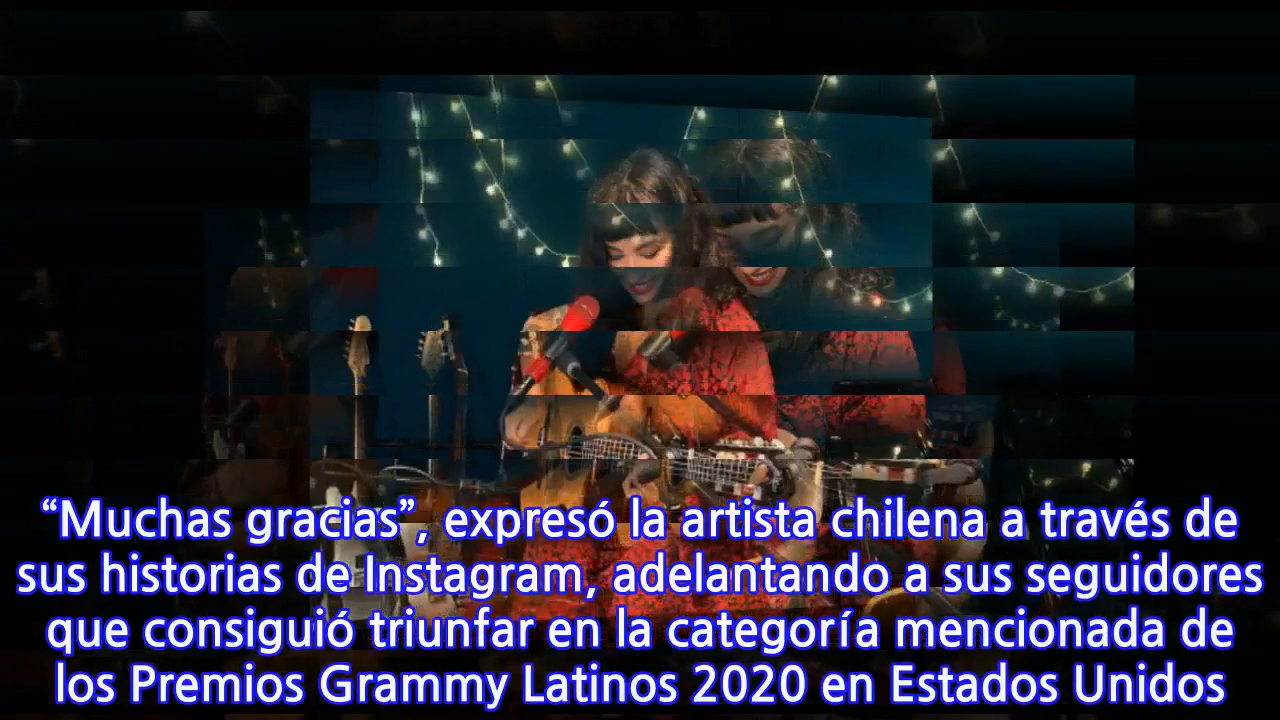 “Muchas gracias”, expresó la artista chilena a través de
sus historias de Instagram, adelantando a sus seguidores
que consiguió triunfar en la categoría mencionada de
los Premios Grammy Latinos 2020 en Estados Unidos